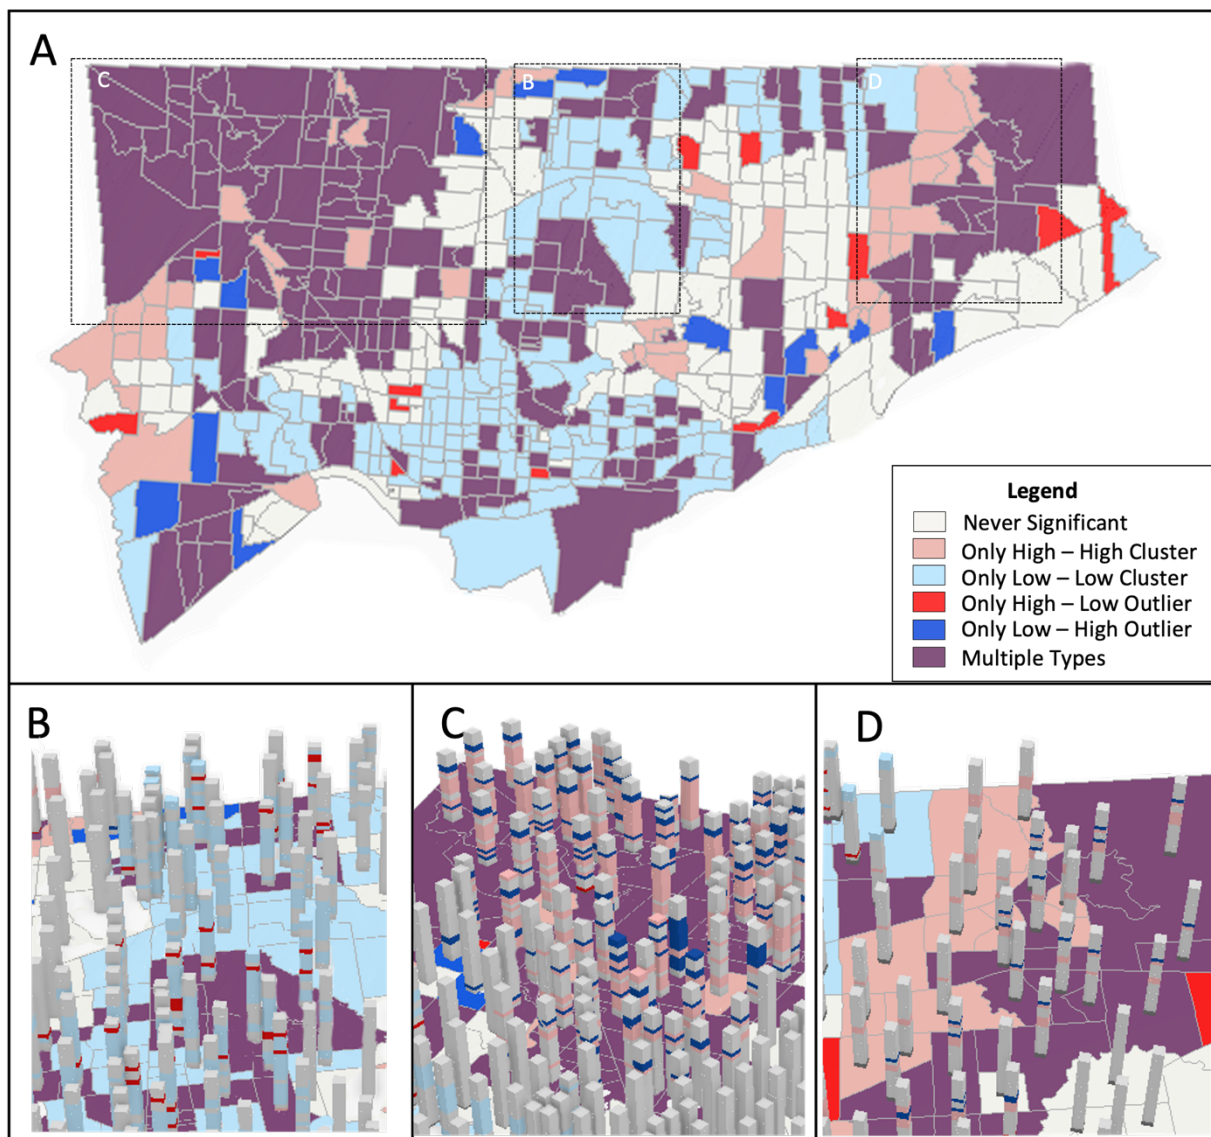 A
C
B
D
Legend
Never Significant
Only High – High Cluster
Only Low – Low Cluster
Only High – Low Outlier
Only Low – High Outlier
Multiple Types
B
C
D